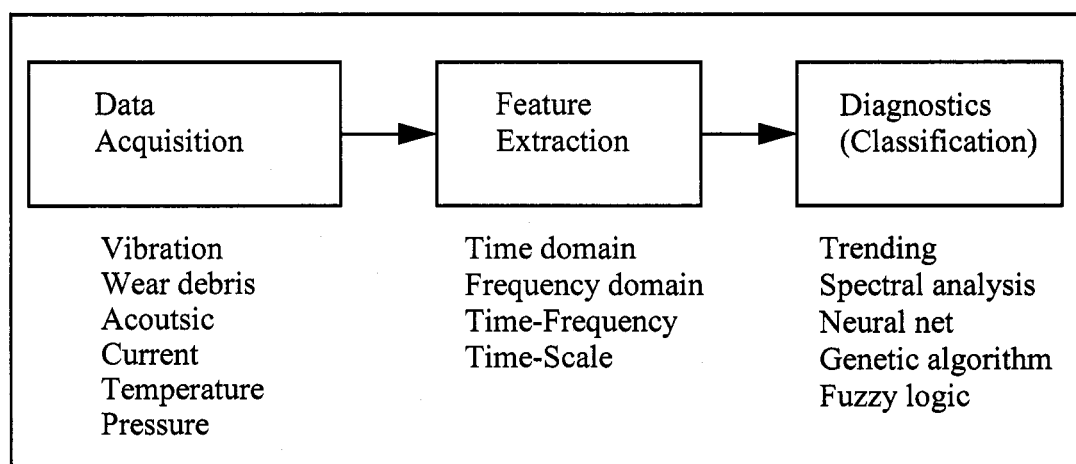 Data
Acquisition
Feature
Extraction
Diagnostics
(Classification)
Vibration
Wear debris
Acoutsic
Current
Temperature
Pressure
Time domain
Frequency domain
Time-Frequency
Time-Scale
Trending
Spectral analysis
Neural net
Genetic algorithm
Fuzzy logic